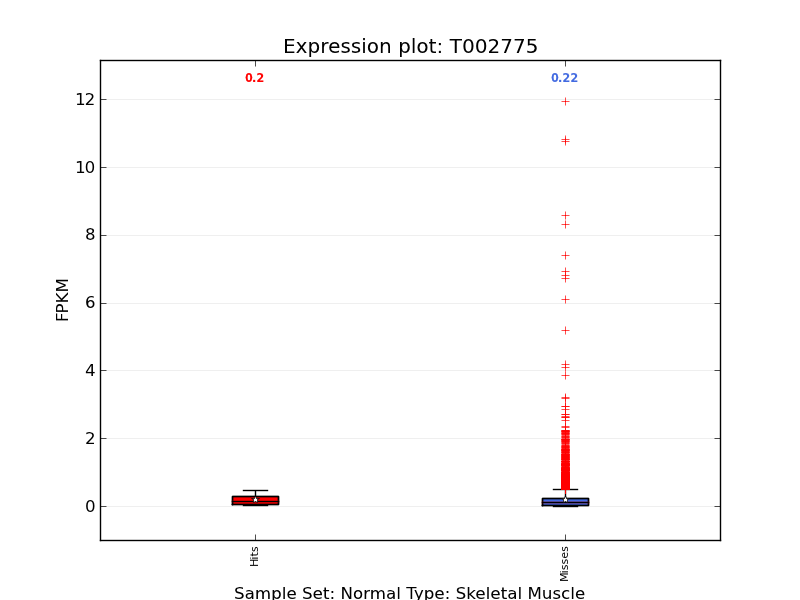 Expression plot: T002775
0.2
0.22
12
10
8
6
4
2
0
FPKM
Hits
Misses
Sample Set: Normal Type: Skeletal Muscle